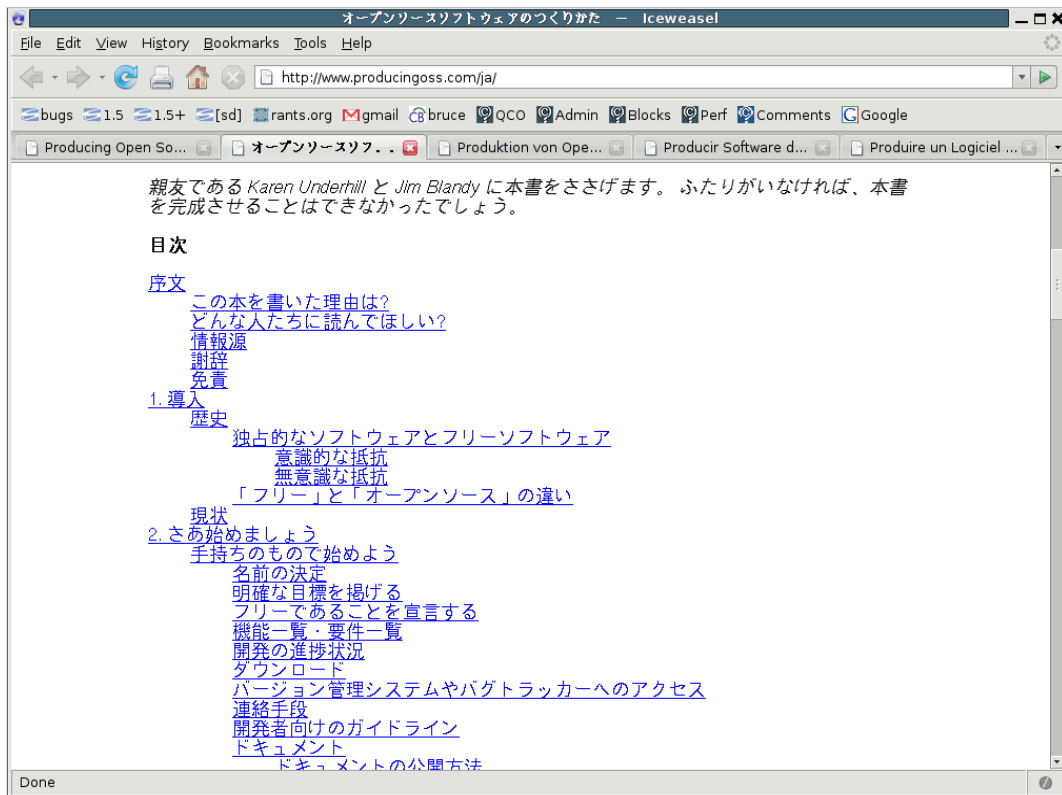 オープンソースソフトウェアのつくりかた — Iceweasel
File Edit View History Bookmarks Tools Help
http://www.producingoss.com/ja/
bugs 1.5 1.5+ [sd] rants.org gmail bruce QCO Admin Blocks Perf Comments Google
Producing Open So... オープンソースソフ... Produktion von Ope... Producir Software d... Produire un Logiciel ...
親友である Karen Underhill と Jim Blandy に本書をささげます。 ふたりがいなければ、本書
を完成させることはできなかったでしょう。
目次
序文
この本を書いた理由は?
どんな人たちに読んでほしい?
情報源
謝辞
免責
1. 導入
歴史
独占的なソフトウェアとフリーソフトウェア
意識的な抵抗
無意識な抵抗
「フリー」と「オープンソース」の違い
現状
2. さあ始めましょう
手持ちのもので始めよう
名前の決定
明確な目標を掲げる
フリーであることを宣言する
機能一覧・要件一覧
開発の進捗状況
ダウンロード
バージョン管理システムやバグトラッカーへのアクセス
連絡手段
開発者向けのガイドライン
ドキュメント
ドキュメントの公開方法
Done